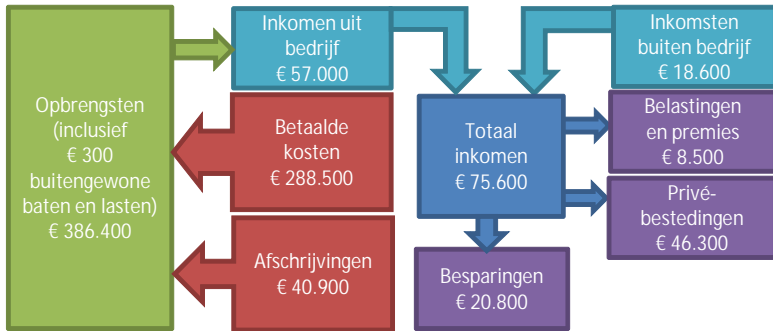 Opbrengsten
(inclusief
€ 300
buitengewone
baten en lasten)
€ 386.400
Inkomen uit
bedrijf
€ 57.000
Betaalde
kosten
€ 288.500
Afschrijvingen
€ 40.900
Totaal
inkomen
€ 75.600
Besparingen
€ 20.800
Inkomsten
buiten bedrijf
€ 18.600
Belastingen
en premies
€ 8.500
Privé-
bestedingen
€ 46.300